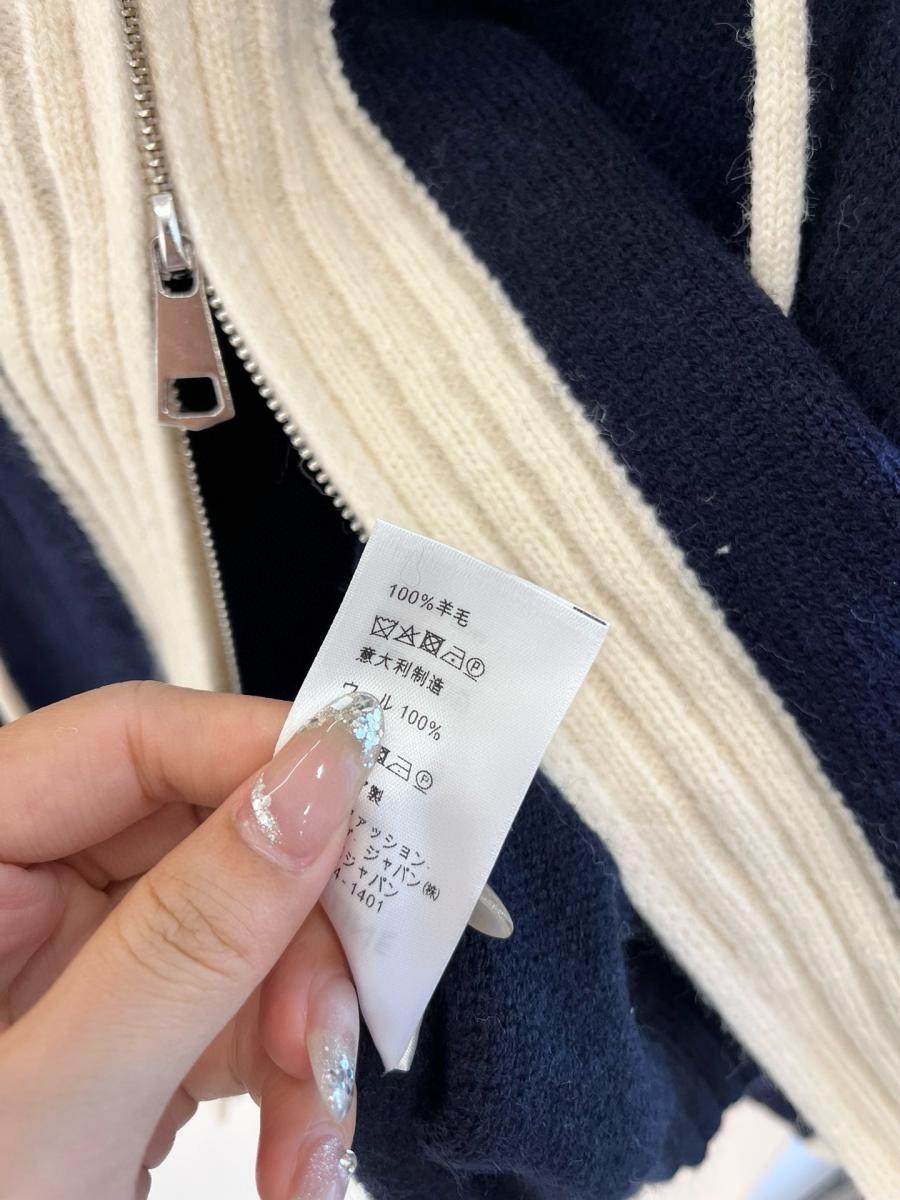 100%羊毛
意大利制造
ウール 100%
製
ァッション
ジャパン(株)
ジャパン
4-1401